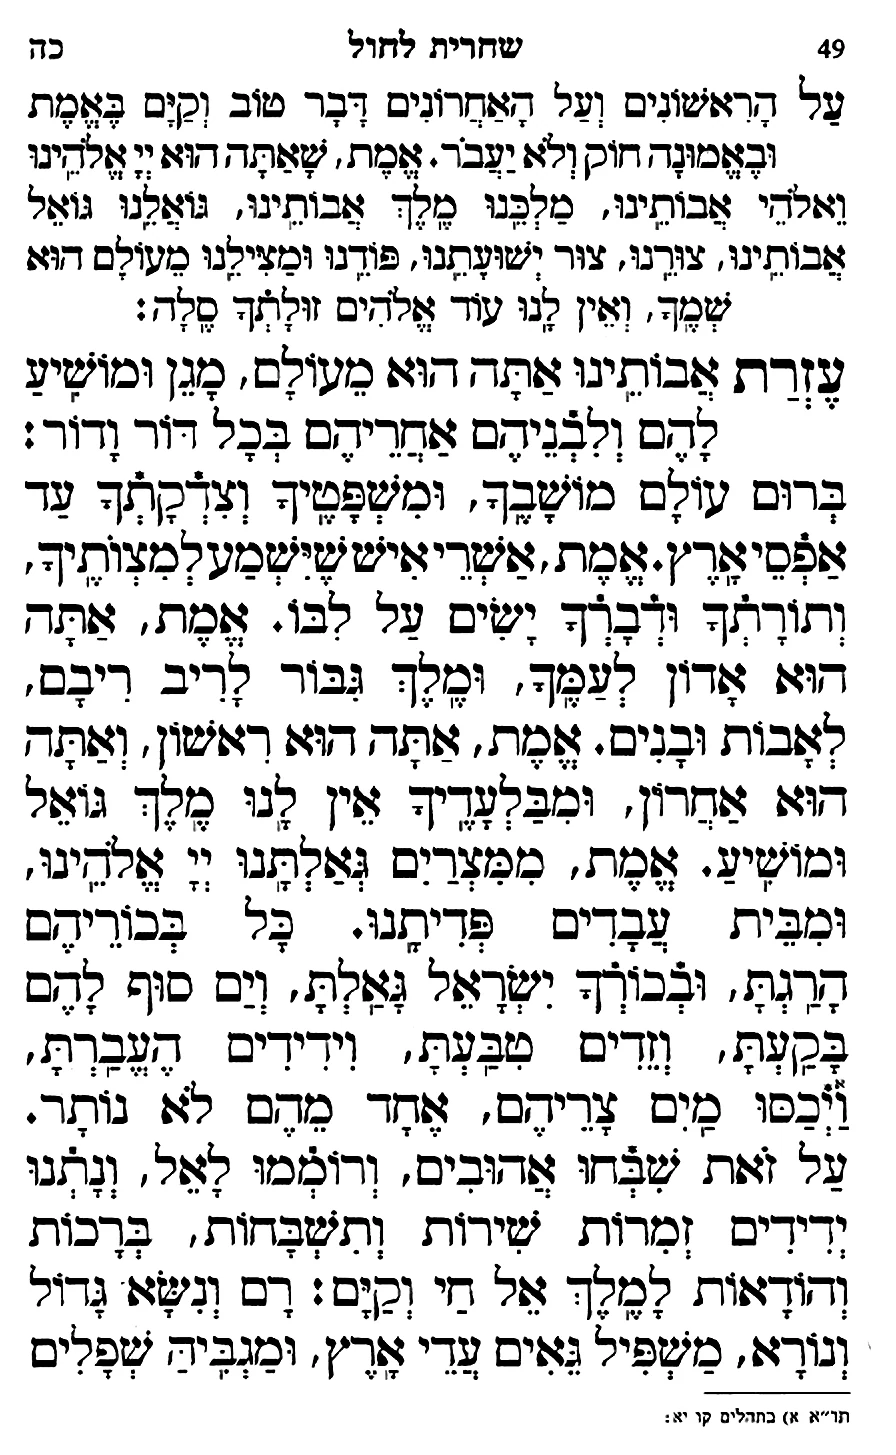 49 שחרית לחול כה
עַל הָרִאשׁוֹנִים וְעַל הָאַחֲרוֹנִים דָּבָר טוֹב וְקַיָּם בֶּאֱמֶת
וּבֶאֱמוּנָה חוֹק וְלֹא יַעֲבֹר. אֱמֶת, שָׁאַתָּה הוּא יְיָ אֱלֹהֵינוּ
וֵאלֹהֵי אֲבוֹתֵינוּ, מַלְכֵּנוּ מֶלֶךְ אֲבוֹתֵינוּ, גּוֹאֲלֵנוּ גּוֹאֵל
אֲבוֹתֵינוּ, צוּרֵנוּ, צוּר יְשׁוּעָתֵנוּ, פּוֹדֵנוּ וּמַצִּילֵנוּ מֵעוֹלָם הוּא
שְׁמֶךָ, וְאֵין לָנוּ עוֹד אֱלֹהִים זוּלָתְךָ סֶלָה:
עֶזְרַת אֲבוֹתֵינוּ אַתָּה הוּא מֵעוֹלָם, מָגֵן וּמוֹשִׁיעַ
לָהֶם וְלִבְנֵיהֶם אַחֲרֵיהֶם בְּכָל דּוֹר וָדוֹר:
בְּרוּם עוֹלָם מוֹשָׁבֶךָ, וּמִשְׁפָּטֶיךָ וְצִדְקָתְךָ עַד
אַפְסֵי אָרֶץ. אֱמֶת, אַשְׁרֵי אִישׁ שֶׁיִּשְׁמַע לְמִצְוֹתֶיךָ,
וְתוֹרָתְךָ וּדְבָרְךָ יָשִׂים עַל לִבּוֹ. אֱמֶת, אַתָּה
הוּא אָדוֹן לְעַמֶּךָ, וּמֶלֶךְ גִּבּוֹר לָרִיב רִיבָם,
לְאָבוֹת וּבָנִים. אֱמֶת, אַתָּה הוּא רִאשׁוֹן, וְאַתָּה
הוּא אַחֲרוֹן, וּמִבַּלְעָדֶיךָ אֵין לָנוּ מֶלֶךְ גּוֹאֵל
וּמוֹשִׁיעַ. אֱמֶת, מִמִּצְרַיִם גְּאַלְתָּנוּ יְיָ אֱלֹהֵינוּ,
וּמִבֵּית עֲבָדִים פְּדִיתָנוּ. כָּל בְּכוֹרֵיהֶם
הָרַגְתָּ, וּבְכוֹרְךָ יִשְׂרָאֵל גָּאָלְתָּ, וְיַם סוּף לָהֶם
בָּקַעְתָּ, וְזֵדִים טִבַּעְתָּ, וִידִידִים הֶעֱבַרְתָּ,
וַיְכַסּוּ א מַיִם צָרֵיהֶם, אֶחָד מֵהֶם לֹא נוֹתָר.
עַל זֹאת שִׁבְּחוּ אֲהוּבִים, וְרוֹמְמוּ לָאֵל, וְנָתְנוּ
יְדִידִים זְמִרוֹת שִׁירוֹת וְתִשְׁבָּחוֹת, בְּרָכוֹת
וְהוֹדָאוֹת לְמֶלֶךְ אֵל חַי וְקַיָּם: רָם וְנִשָּׂא גָּדוֹל
וְנוֹרָא, מַשְׁפִּיל גֵּאִים עֲדֵי אָרֶץ, וּמַגְבִּיהַּ שְׁפָלִים
תו״א א) בתהלים קו יא: